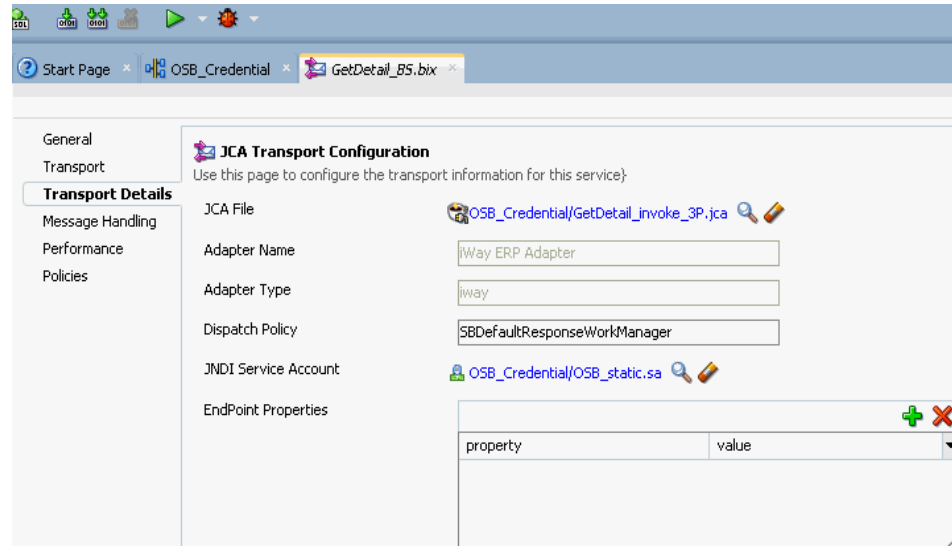 SQL
0101 0101
Start Page OSB_Credential GetDetail_BS.bix
General
Transport
Transport Details
Message Handling
Performance
Policies
JCA Transport Configuration
Use this page to configure the transport information for this service}
JCA File OSB_Credential/GetDetail_invoke_3P.jca
Adapter Name iWay ERP Adapter
Adapter Type iway
Dispatch Policy SBDefaultResponseWorkManager
JNDI Service Account OSB_Credential/OSB_static.sa
EndPoint Properties
property value